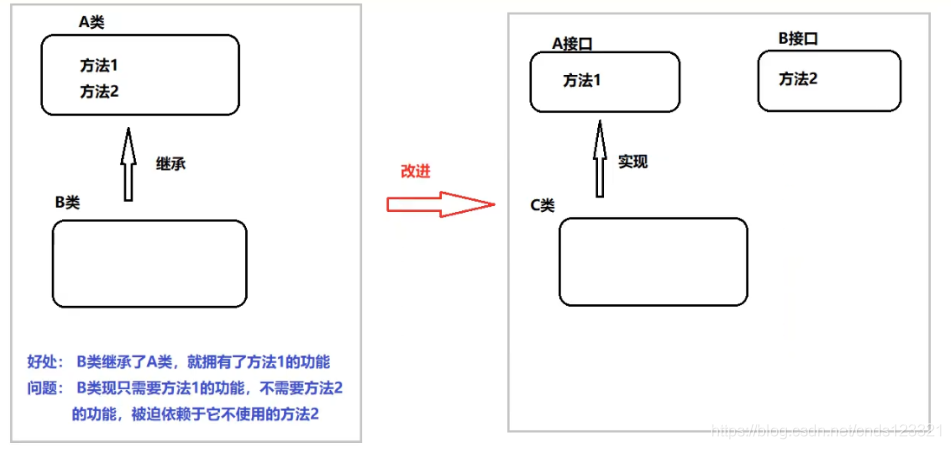 A类
方法1
方法2
继承
B类
好处： B类继承了A类，就拥有了方法1的功能
问题： B类现只需要方法1的功能，不需要方法2
的功能，被迫依赖于它不使用的方法2
改进
A接口
方法1
B接口
方法2
实现
C类
https://blog.csdn.net/cnds123321